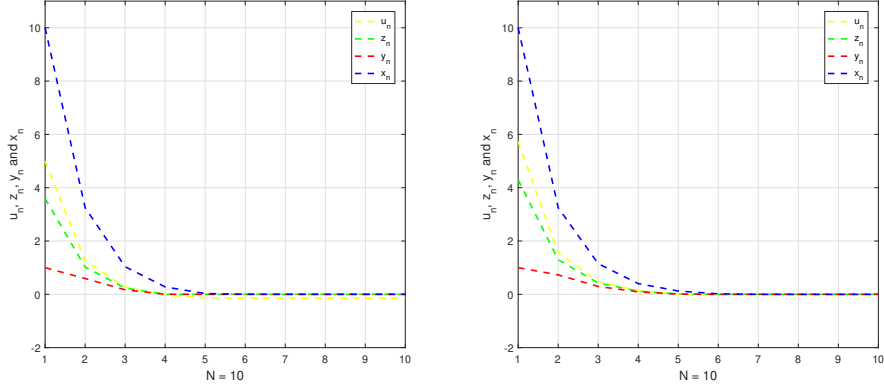 10
8
6
4
2
0
-2
1 2 3 4 5 6 7 8 9 10
N = 10
u_n, z_n, y_n and x_n
u_n
z_n
y_n
x_n
10
8
6
4
2
0
-2
1 2 3 4 5 6 7 8 9 10
N = 10
u_n, z_n, y_n and x_n
u_n
z_n
y_n
x_n